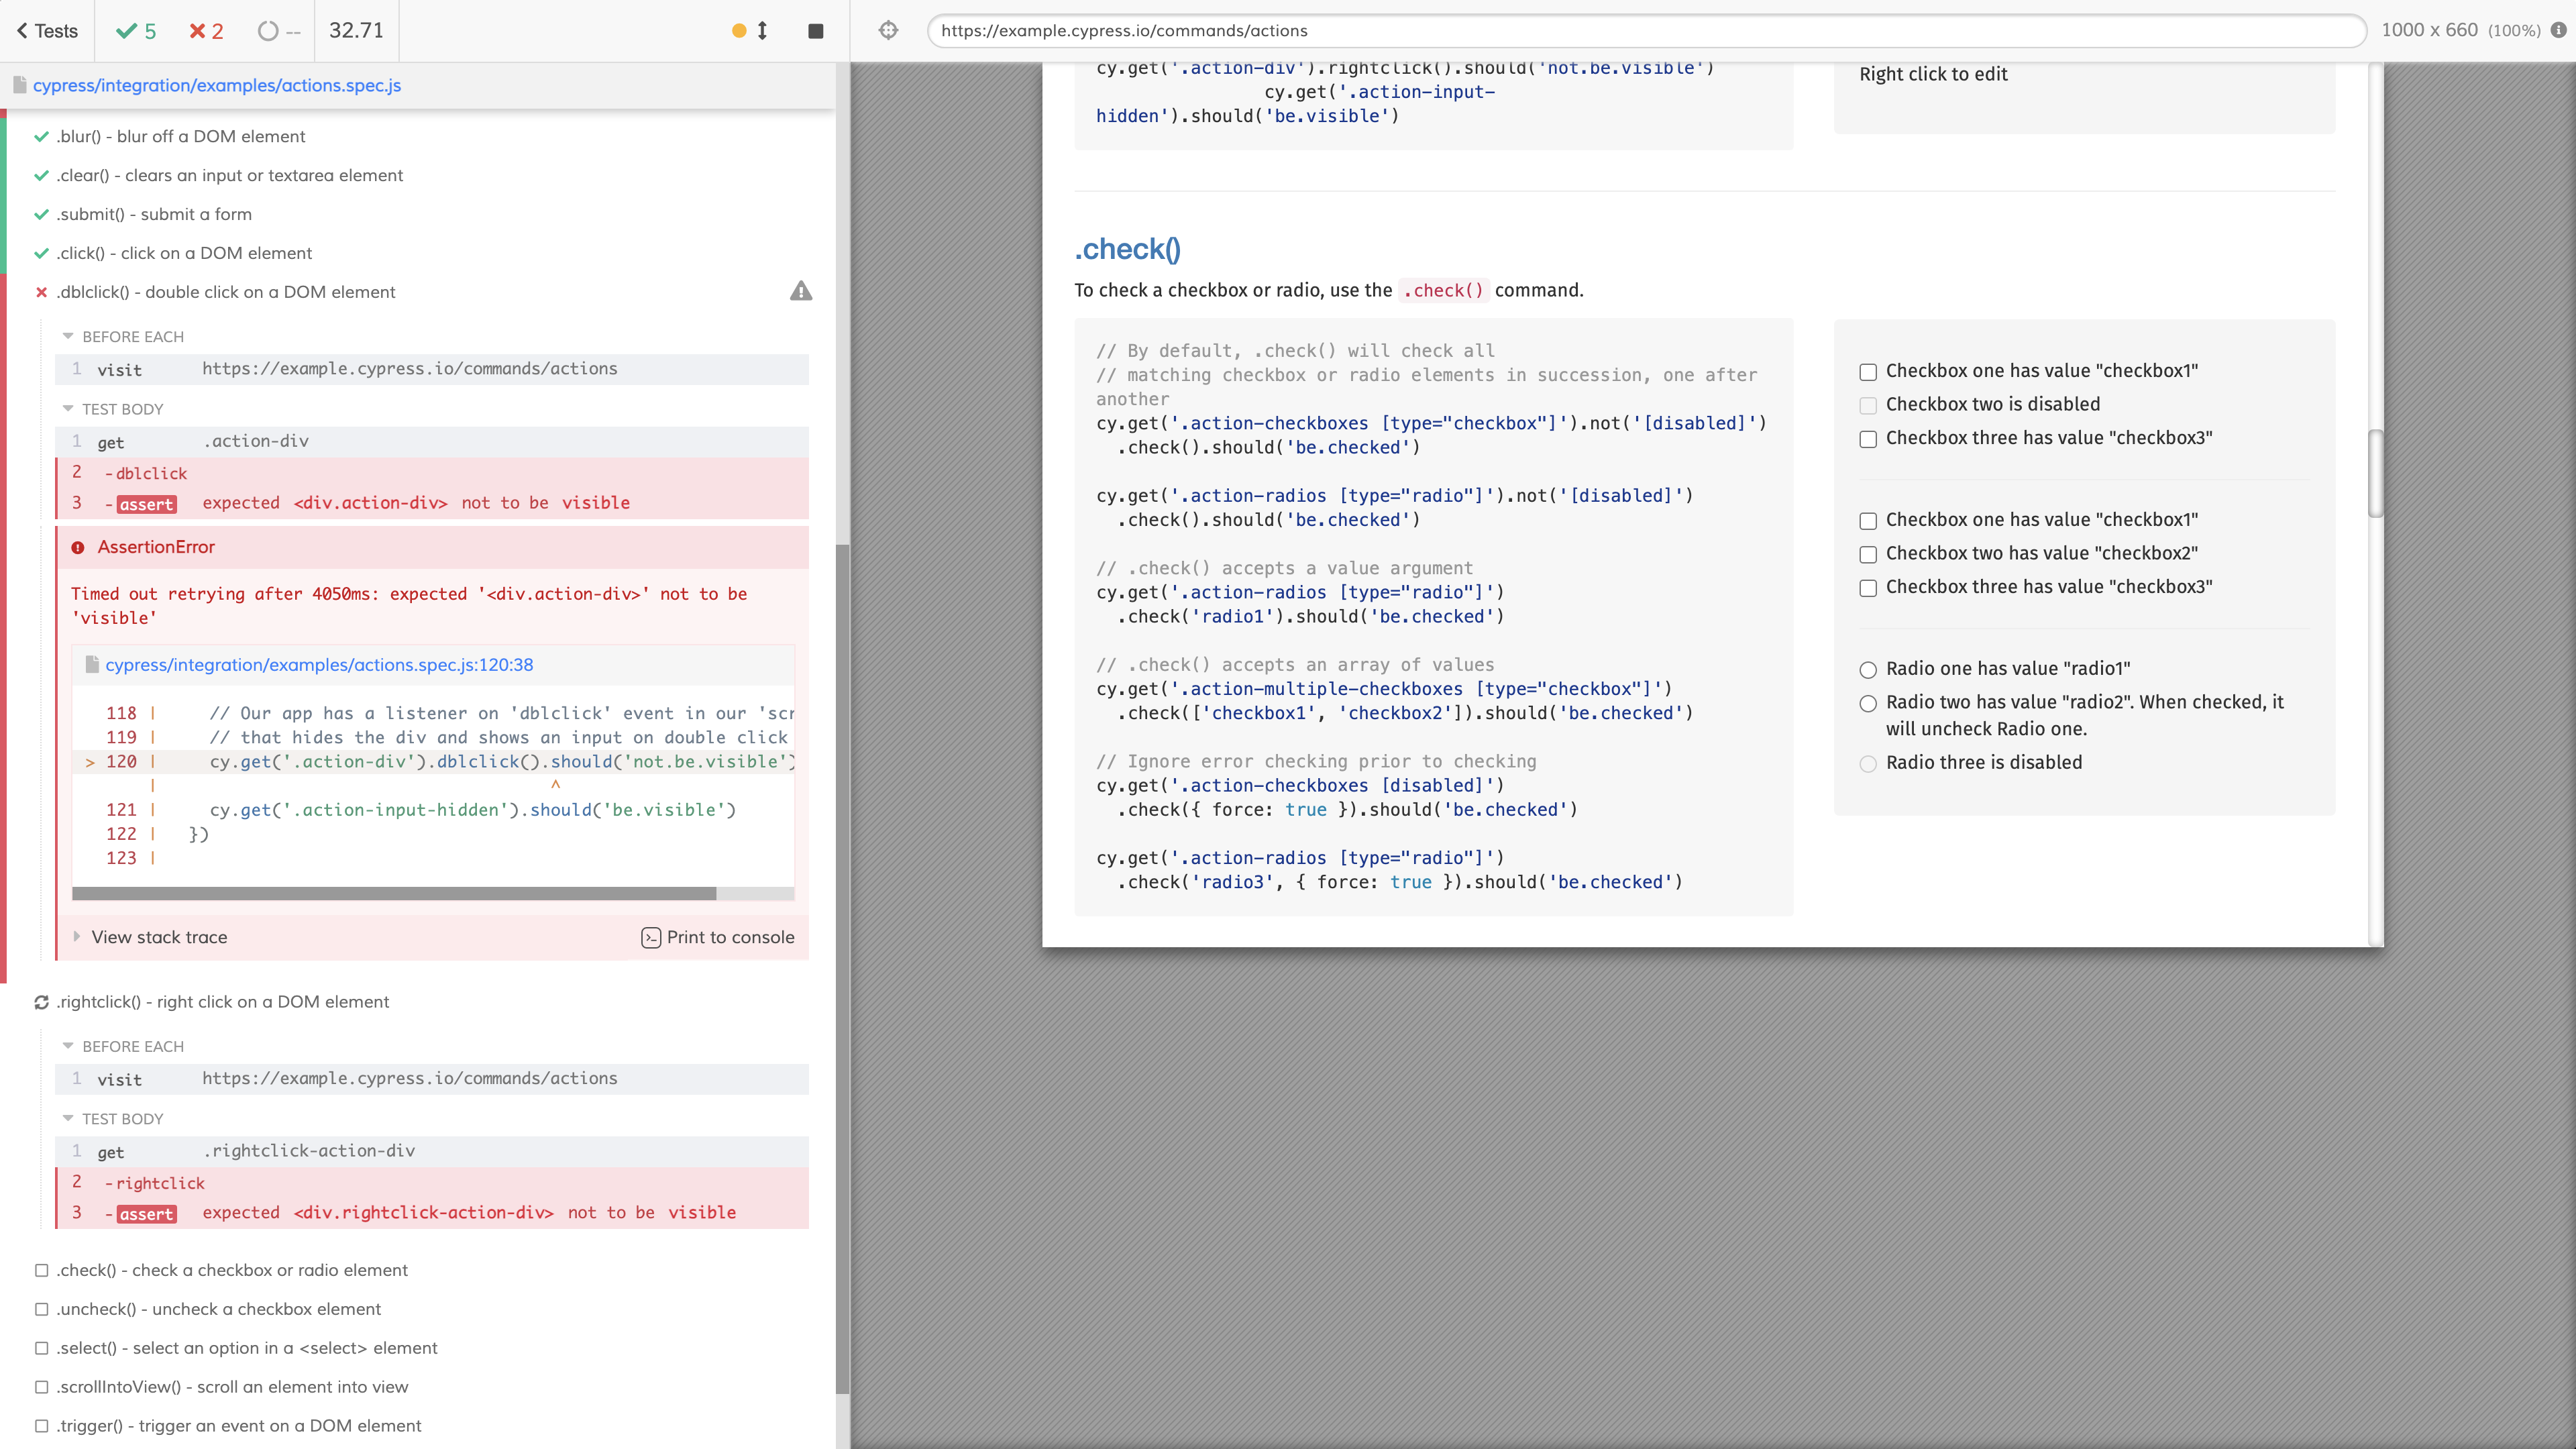 Tests
5
2
--
32.71
https://example.cypress.io/commands/actions
1000 x 660 (100%)
cypress/integration/examples/actions.spec.js
.blur() - blur off a DOM element
.clear() - clears an input or textarea element
.submit() - submit a form
.click() - click on a DOM element
.dblclick() - double click on a DOM element
BEFORE EACH
1 visit https://example.cypress.io/commands/actions
TEST BODY
1 get .action-div
2 -dblclick
3 -assert expected <div.action-div> not to be visible
AssertionError
Timed out retrying after 4050ms: expected '<div.action-div>' not to be
'visible'
cypress/integration/examples/actions.spec.js:120:38
118 | // Our app has a listener on 'dblclick' event in our 'scr
119 | // that hides the div and shows an input on double click
> 120 | cy.get('.action-div').dblclick().should('not.be.visible')
| ^
121 | cy.get('.action-input-hidden').should('be.visible')
122 | })
123 |
View stack trace
Print to console
.rightclick() - right click on a DOM element
BEFORE EACH
1 visit https://example.cypress.io/commands/actions
TEST BODY
1 get .rightclick-action-div
2 -rightclick
3 -assert expected <div.rightclick-action-div> not to be visible
.check() - check a checkbox or radio element
.uncheck() - uncheck a checkbox element
.select() - select an option in a <select> element
.scrollIntoView() - scroll an element into view
.trigger() - trigger an event on a DOM element
cy.get('.action-div').rightclick().should('not.be.visible')
cy.get('.action-input-
hidden').should('be.visible')
Right click to edit
.check()
To check a checkbox or radio, use the .check() command.
// By default, .check() will check all
// matching checkbox or radio elements in succession, one after
another
cy.get('.action-checkboxes [type="checkbox"]').not('[disabled]')
.check().should('be.checked')
cy.get('.action-radios [type="radio"]').not('[disabled]')
.check().should('be.checked')
// .check() accepts a value argument
cy.get('.action-radios [type="radio"]')
.check('radio1').should('be.checked')
// .check() accepts an array of values
cy.get('.action-multiple-checkboxes [type="checkbox"]')
.check(['checkbox1', 'checkbox2']).should('be.checked')
// Ignore error checking prior to checking
cy.get('.action-checkboxes [disabled]')
.check({ force: true }).should('be.checked')
cy.get('.action-radios [type="radio"]')
.check('radio3', { force: true }).should('be.checked')
Checkbox one has value "checkbox1"
Checkbox two is disabled
Checkbox three has value "checkbox3"
Checkbox one has value "checkbox1"
Checkbox two has value "checkbox2"
Checkbox three has value "checkbox3"
Radio one has value "radio1"
Radio two has value "radio2". When checked, it
will uncheck Radio one.
Radio three is disabled